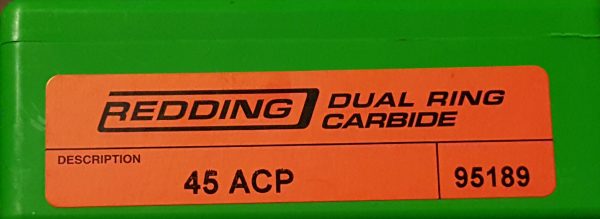 REDDING DUAL RING
CARBIDE
DESCRIPTION
45 ACP 95189